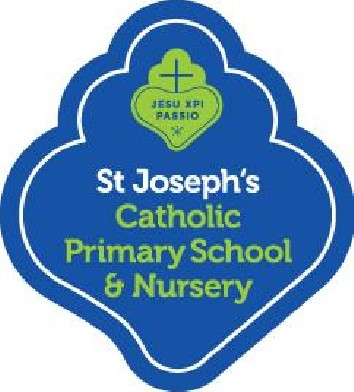 JESU XPI
PASSIO
St Joseph's
Catholic
Primary School
& Nursery